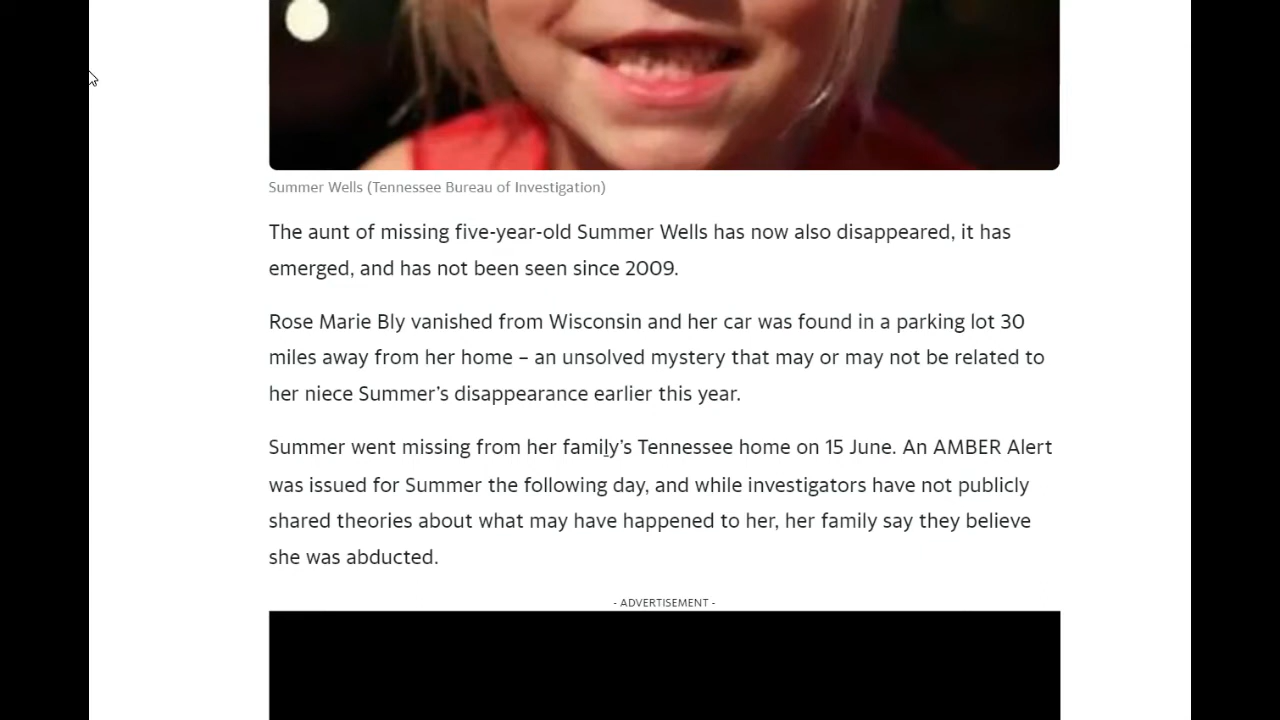 Summer Wells (Tennessee Bureau of Investigation)
The aunt of missing five-year-old Summer Wells has now also disappeared, it has
emerged, and has not been seen since 2009.
Rose Marie Bly vanished from Wisconsin and her car was found in a parking lot 30
miles away from her home – an unsolved mystery that may or may not be related to
her niece Summer’s disappearance earlier this year.
Summer went missing from her family’s Tennessee home on 15 June. An AMBER Alert
was issued for Summer the following day, and while investigators have not publicly
shared theories about what may have happened to her, her family say they believe
she was abducted.
- ADVERTISEMENT -